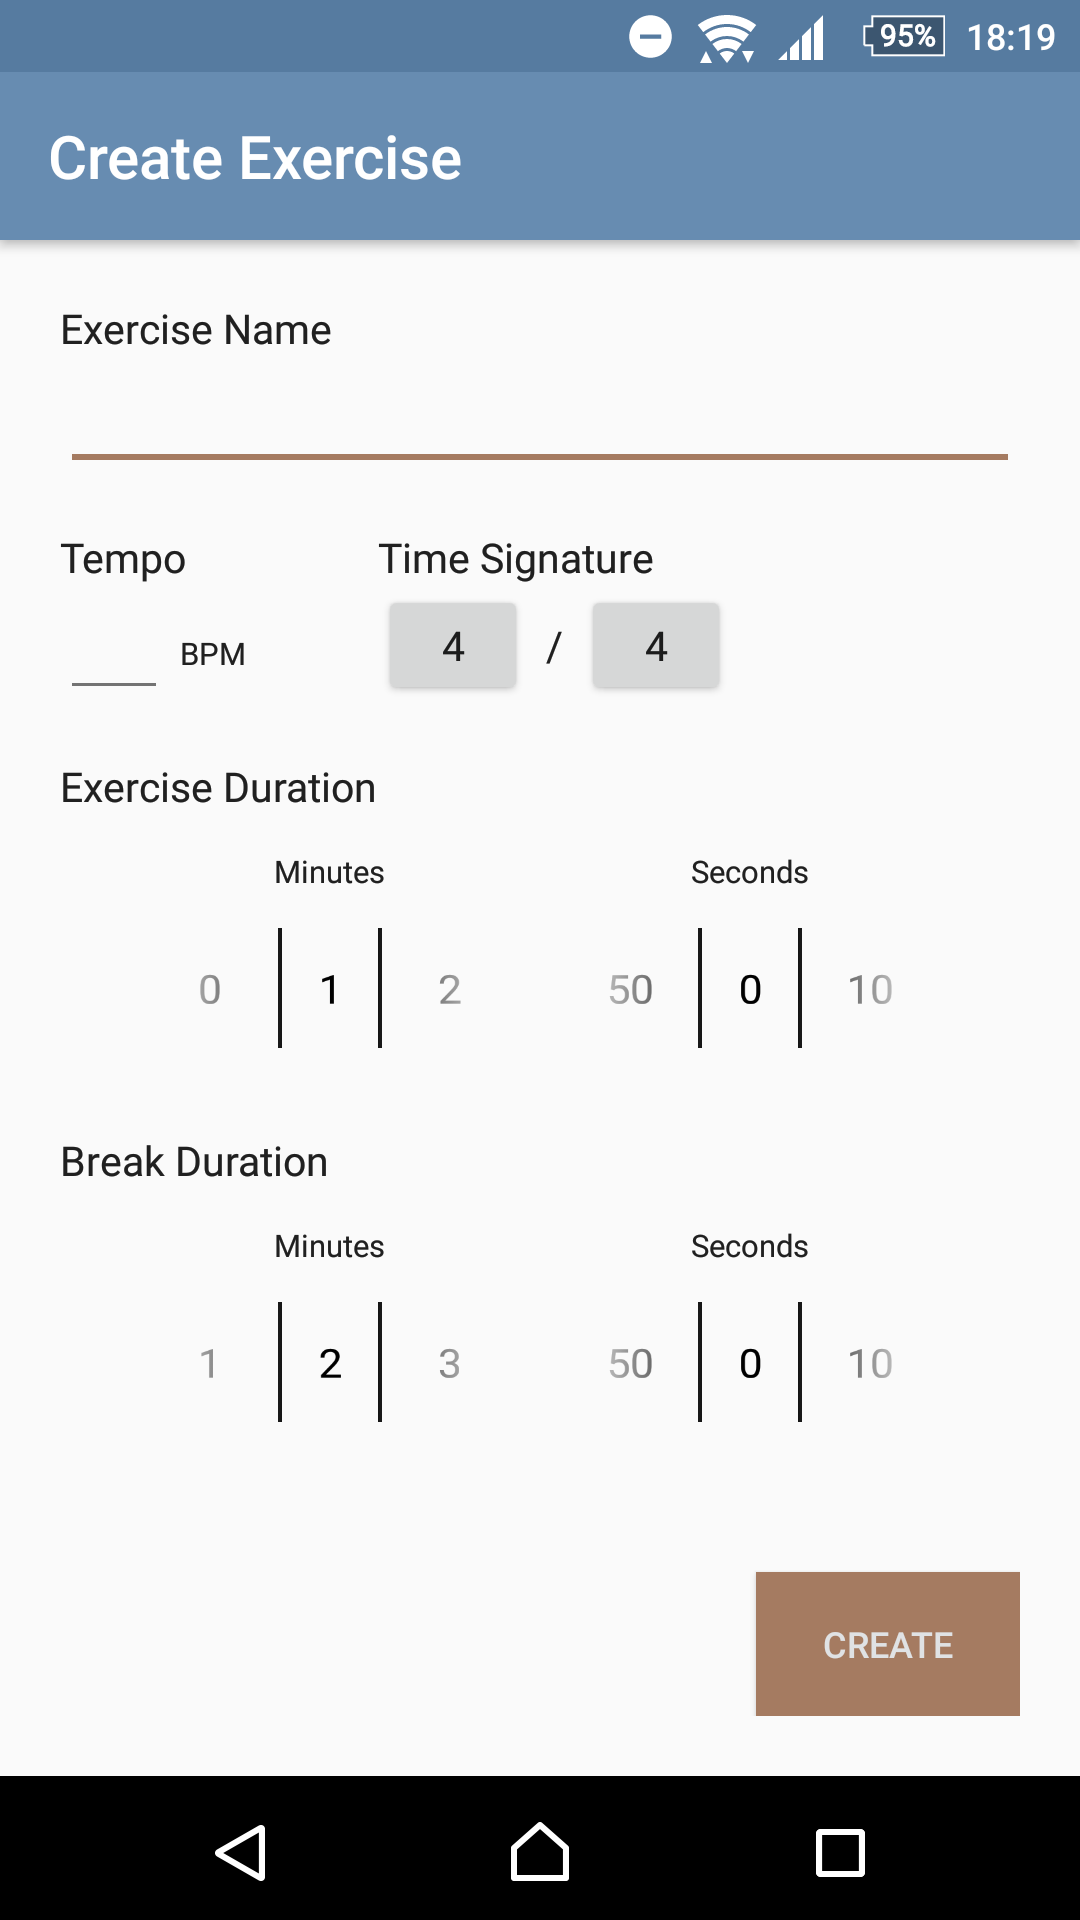 95% 18:19
Create Exercise
Exercise Name
Tempo Time Signature
BPM 4 / 4
Exercise Duration
Minutes Seconds
0 1 2 50 0 10
Break Duration
Minutes Seconds
1 2 3 50 0 10
CREATE